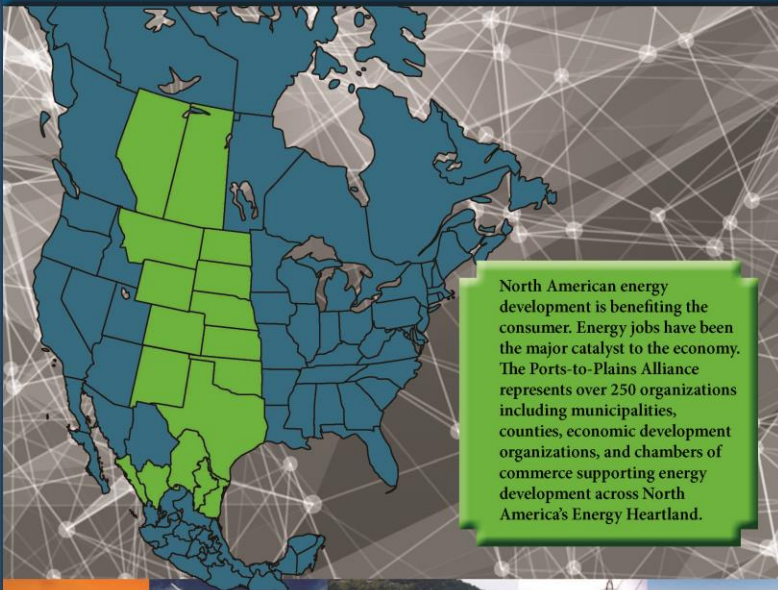 North American energy
development is benefiting the
consumer. Energy jobs have been
the major catalyst to the economy.
The Ports-to-Plains Alliance
represents over 250 organizations
including municipalities,
counties, economic development
organizations, and chambers of
commerce supporting energy
development across North
America’s Energy Heartland.